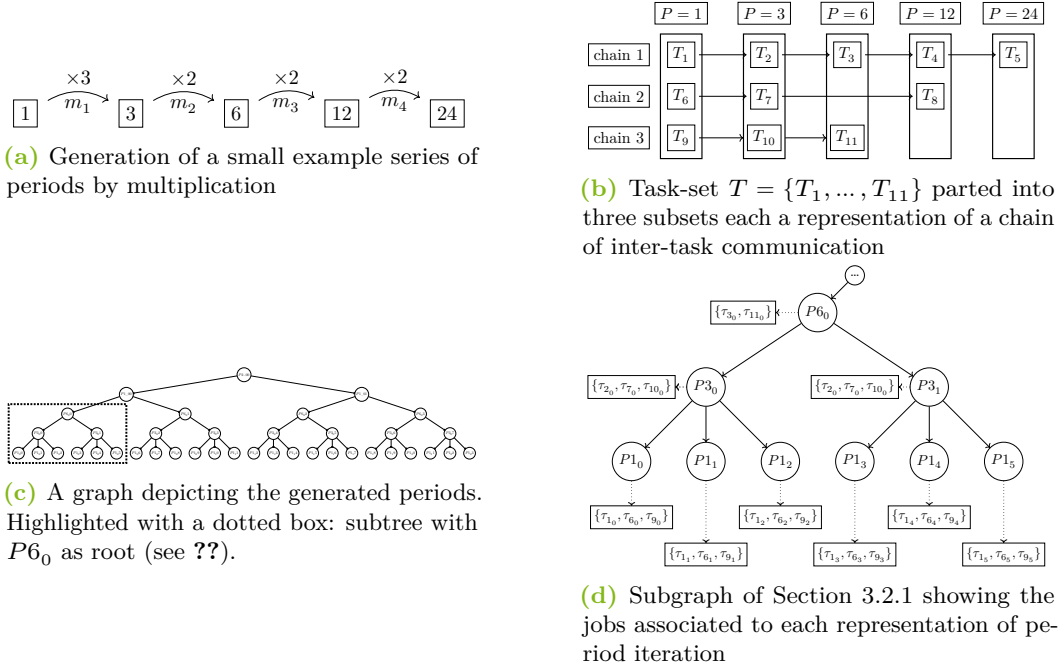 ×3
×2
×2
×2
m1
m2
m3
m4
1
3
6
12
24
(a) Generation of a small example series of
periods by multiplication
P = 1
P = 3
P = 6
P = 12
P = 24
chain 1
T1
T2
T3
T4
T5
chain 2
T6
T7
T8
chain 3
T9
T10
T11
(b) Task-set T = {T1, ... , T11} parted into
three subsets each a representation of a chain
of inter-task communication
(c) A graph depicting the generated periods.
Highlighted with a dotted box: subtree with
P60 as root (see ??).
...
P60
{τ30, τ110}
{τ20, τ70, τ100}
P30
{τ20, τ70, τ100}
P31
P10
P11
P12
P13
P14
P15
{τ10, τ60, τ90}
{τ12, τ62, τ92}
{τ14, τ64, τ94}
{τ11, τ61, τ91}
{τ13, τ63, τ93}
{τ15, τ65, τ95}
(d) Subgraph of Section 3.2.1 showing the
jobs associated to each representation of pe-
riod iteration